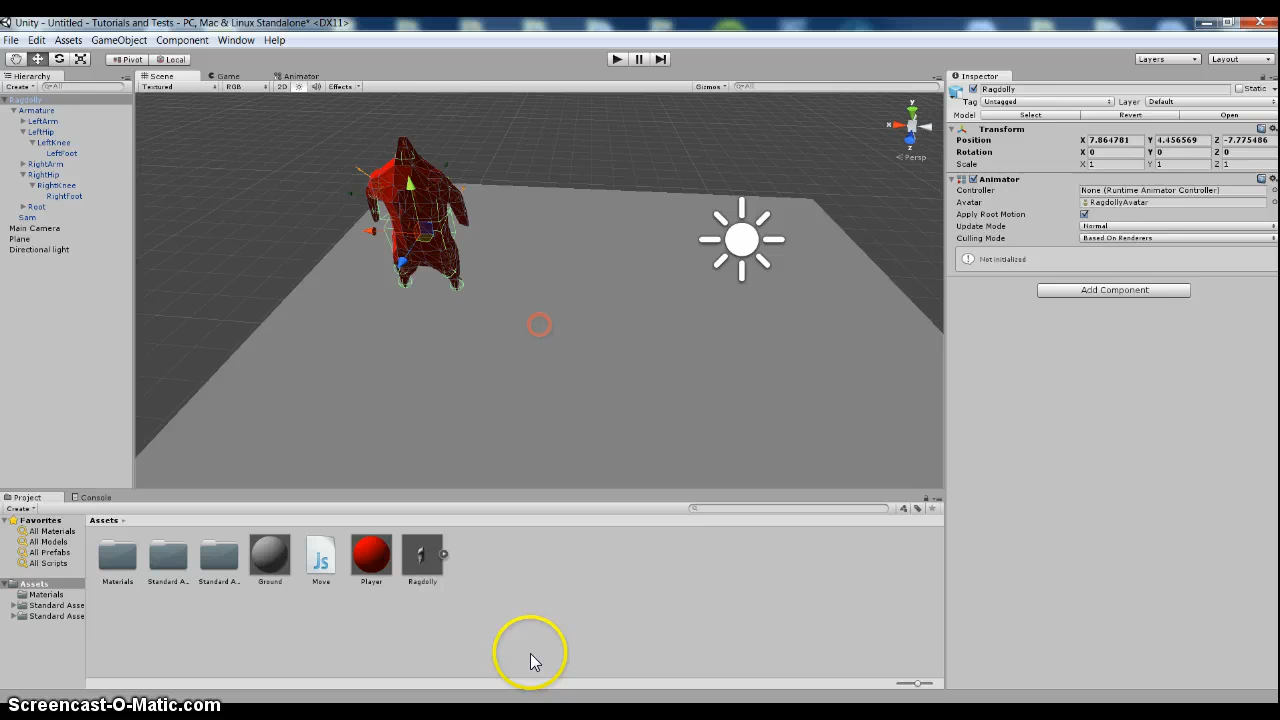 Unity - Untitled - Tutorials and Tests - PC, Mac & Linux Standalone* <DX11>
File Edit Assets GameObject Component Window Help
Pivot Local Layers Layout
Hierarchy Scene Game Animator Inspector
Create All Textured RGB 2D Effects Gizmos All
Ragdolly
Armature
LeftArm
LeftHip
LeftKnee
LeftFoot
RightArm
RightHip
RightKnee
RightFoot
Root
Sam
Main Camera
Plane
Directional light
y
x
z
Persp
Ragdolly Static
Tag Untagged Layer Default
Model Select Revert Open
Transform
Position X 7.864781 Y 4.456569 Z -7.775486
Rotation X 0 Y 0 Z 0
Scale X 1 Y 1 Z 1
Animator
Controller None (Runtime Animator Controller)
Avatar RagdollyAvatar
Apply Root Motion
Update Mode Normal
Culling Mode Based On Renderers
Not Initialized
Add Component
Project Console
Create
Favorites
All Materials
All Models
All Prefabs
All Scripts
Assets
Materials
Standard Asse
Standard Asse
Assets
Js
Materials Standard A... Standard A... Ground Move Player Ragdolly
Screencast-O-Matic.com